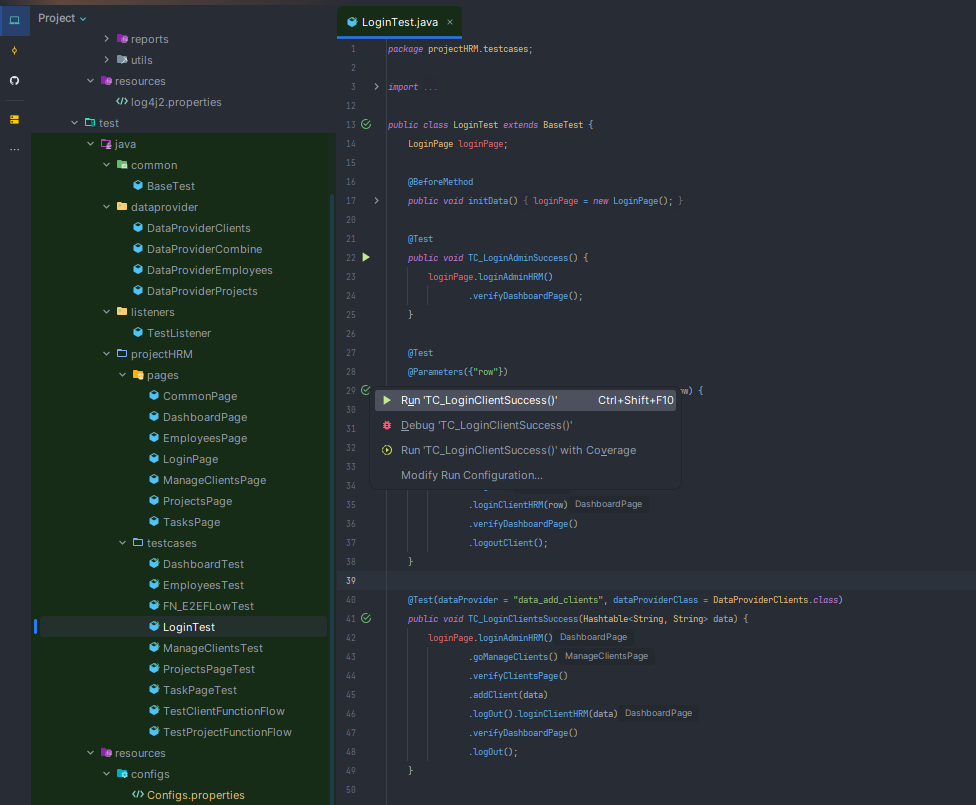 Project
LoginTest.java
reports
utils
resources
log4j2.properties
test
java
common
BaseTest
dataprovider
DataProviderClients
DataProviderCombine
DataProviderEmployees
DataProviderProjects
listeners
TestListener
projectHRM
pages
CommonPage
DashboardPage
EmployeesPage
LoginPage
ManageClientsPage
ProjectsPage
TasksPage
testcases
DashboardTest
EmployeesTest
FN_E2EFLowTest
LoginTest
ManageClientsTest
ProjectsPageTest
TaskPageTest
TestClientFunctionFlow
TestProjectFunctionFlow
resources
configs
Configs.properties
1 package projectHRM.testcases;
2
3 import ...
12
13 public class LoginTest extends BaseTest {
14 LoginPage loginPage;
15
16 @BeforeMethod
17 public void initData() { loginPage = new LoginPage(); }
20
21 @Test
22 public void TC_LoginAdminSuccess() {
23 loginPage.loginAdminHRM()
24 .verifyDashboardPage();
25 }
26
27 @Test
28 @Parameters({"row"})
29 ) {
30 Run 'TC_LoginClientSuccess()' Ctrl+Shift+F10
31 Debug 'TC_LoginClientSuccess()'
32 Run 'TC_LoginClientSuccess()' with Coverage
33 Modify Run Configuration...
34
35 .loginClientHRM(row) DashboardPage
36 .verifyDashboardPage()
37 .logoutClient();
38 }
39
40 @Test(dataProvider = "data_add_clients", dataProviderClass = DataProviderClients.class)
41 public void TC_LoginClientsSuccess(Hashtable<String, String> data) {
42 loginPage.loginAdminHRM() DashboardPage
43 .goManageClients() ManageClientsPage
44 .verifyClientsPage()
45 .addClient(data)
46 .logOut().loginClientHRM(data) DashboardPage
47 .verifyDashboardPage()
48 .logOut();
49 }
50